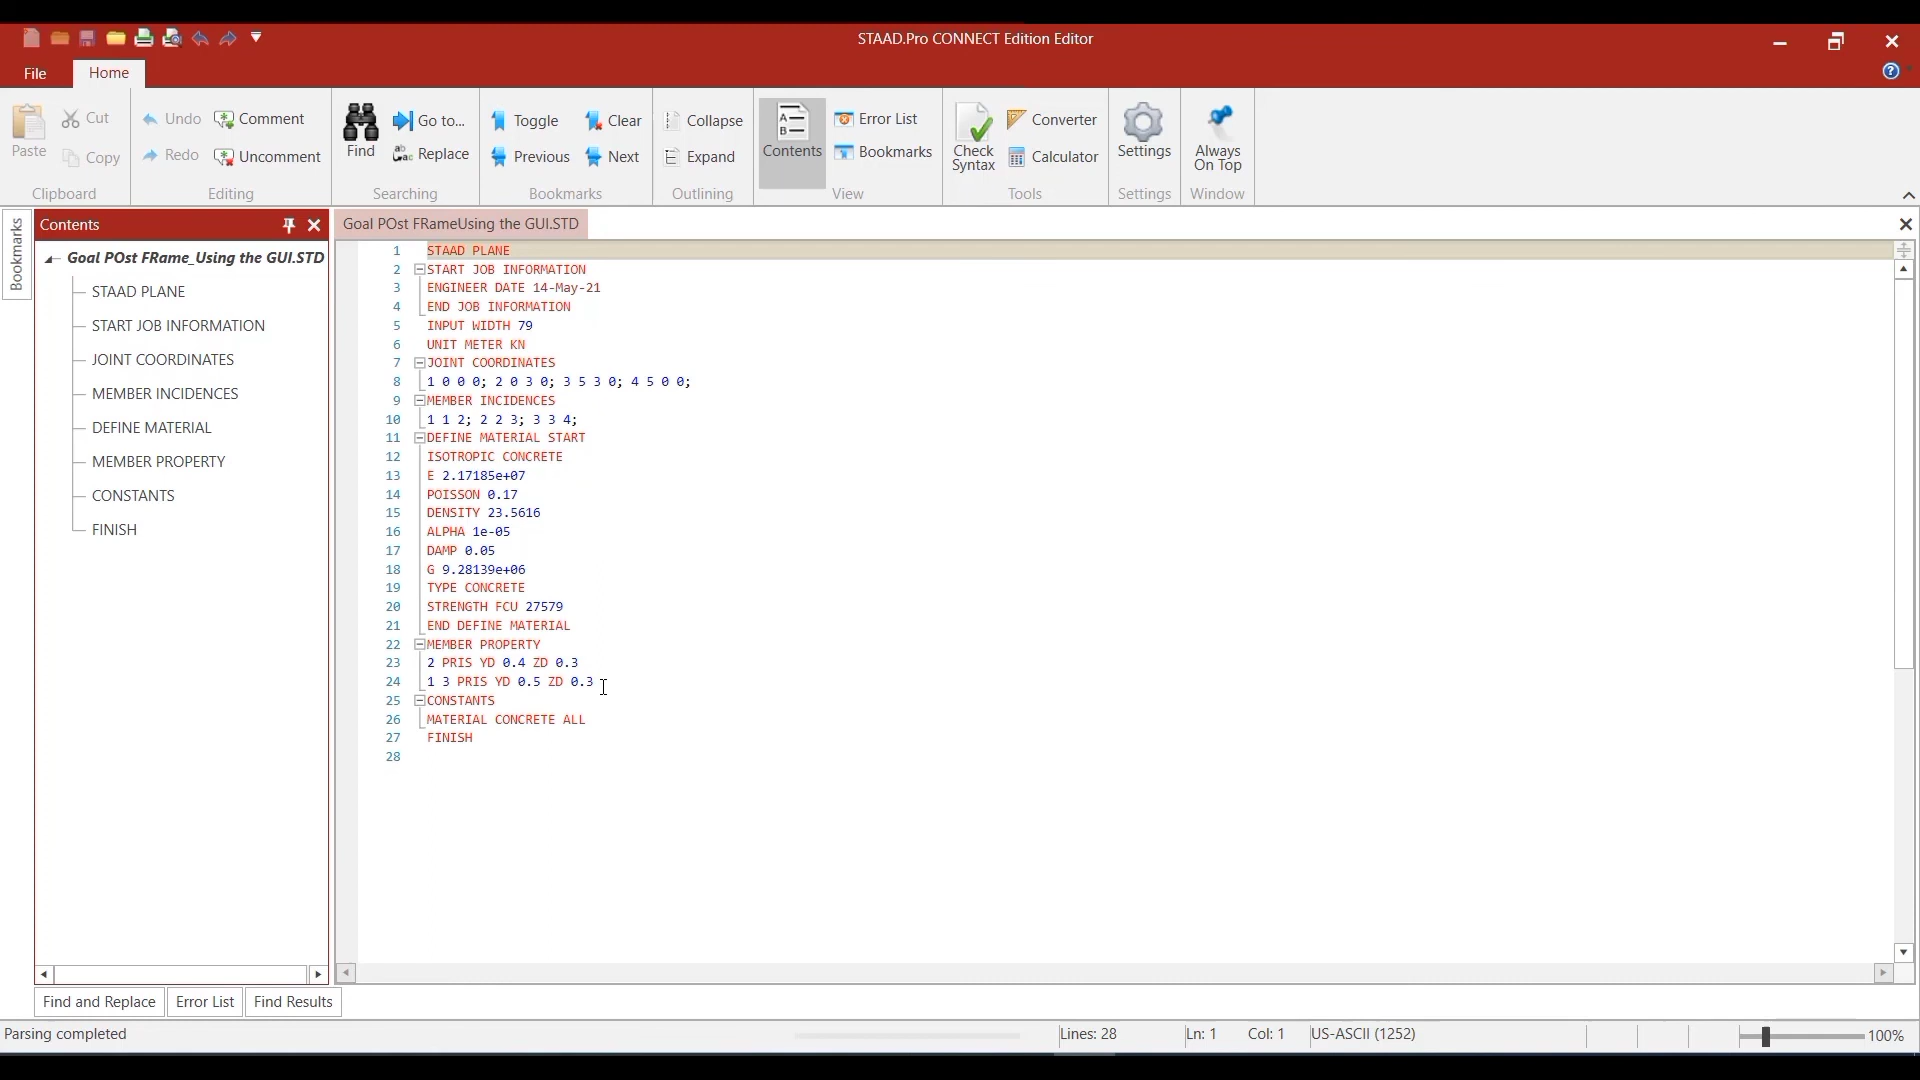 STAAD.Pro CONNECT Edition Editor
File
Home
Paste
Cut
Copy
Clipboard
Undo
Comment
Redo
Uncomment
Editing
Find
Go to...
Replace
Searching
Toggle
Clear
Previous
Next
Bookmarks
Collapse
Expand
Outlining
Contents
Error List
Bookmarks
View
Check
Syntax
Converter
Calculator
Tools
Settings
Settings
Always
On Top
Window
Bookmarks
Contents
Goal POst FRame_Using the GUI.STD
STAAD PLANE
START JOB INFORMATION
JOINT COORDINATES
MEMBER INCIDENCES
DEFINE MATERIAL
MEMBER PROPERTY
CONSTANTS
FINISH
Goal POst FRameUsing the GUI.STD
1 STAAD PLANE
2 START JOB INFORMATION
3 ENGINEER DATE 14-May-21
4 END JOB INFORMATION
5 INPUT WIDTH 79
6 UNIT METER KN
7 JOINT COORDINATES
8 1 0 0 0; 2 0 3 0; 3 5 3 0; 4 5 0 0;
9 MEMBER INCIDENCES
10 1 1 2; 2 2 3; 3 3 4;
11 DEFINE MATERIAL START
12 ISOTROPIC CONCRETE
13 E 2.17185e+07
14 POISSON 0.17
15 DENSITY 23.5616
16 ALPHA 1e-05
17 DAMP 0.05
18 G 9.28139e+06
19 TYPE CONCRETE
20 STRENGTH FCU 27579
21 END DEFINE MATERIAL
22 MEMBER PROPERTY
23 2 PRIS YD 0.4 ZD 0.3
24 1 3 PRIS YD 0.5 ZD 0.3
25 CONSTANTS
26 MATERIAL CONCRETE ALL
27 FINISH
28
Find and Replace
Error List
Find Results
Parsing completed
Lines: 28
Ln: 1
Col: 1
US-ASCII (1252)
100%